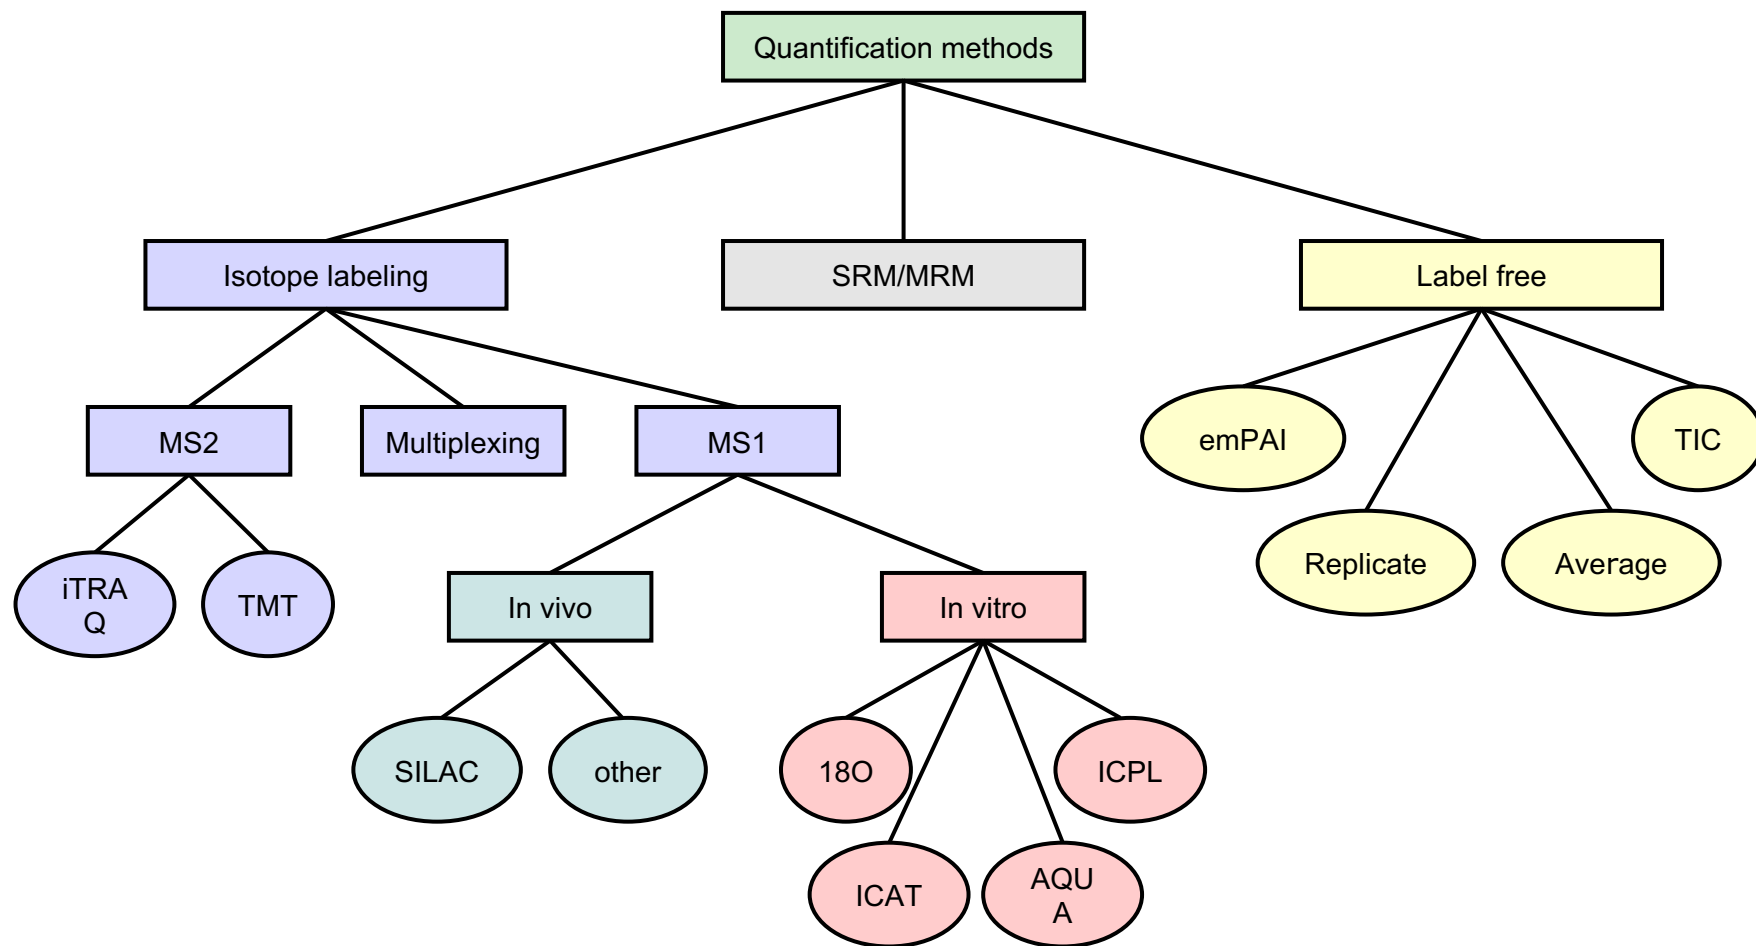 Quantification methods
Isotope labeling
SRM/MRM
Label free
MS2
Multiplexing
MS1
emPAI
TIC
Replicate
Average
iTRA
Q
TMT
In vivo
In vitro
SILAC
other
18O
ICPL
ICAT
AQU
A